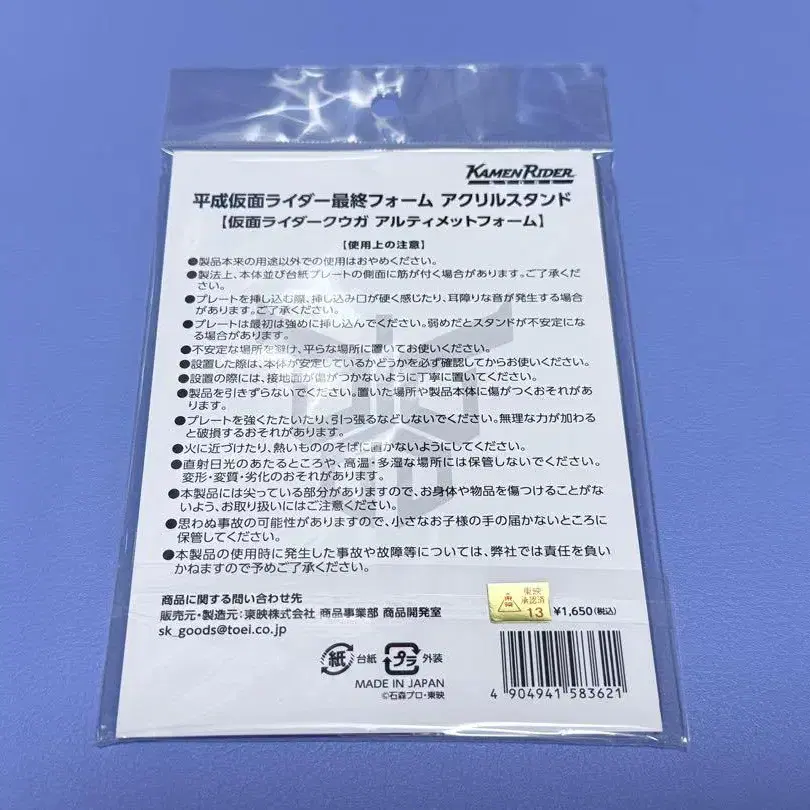 KAMEN RIDER
平成仮面ライダー最終フォーム アクリルスタンド
【仮面ライダークウガ アルティメットフォーム】
【使用上の注意】
●製品本来の用途以外での使用はおやめください。
●製法上、本体並び台紙プレートの側面に筋が付く場合があります。ご了承くだ
さい。
●プレートを挿し込む際、挿し込み口が硬く感じたり、耳障りな音が発生する場合
があります。ご了承ください。
●プレートは最初は強めに挿し込んでください。弱めだとスタンドが不安定にな
る場合があります。
●不安定な場所を避け、平らな場所に置いてお使いください。
●設置した際は、本体が安定しているかどうかを必ず確認してからお使いください。
●設置の際には、接地面が傷がつかないように丁寧に置いてください。
●製品を引きずらないでください。置いた場所や製品本体に傷がつくおそれがあ
ります。
●プレートを強くたたいたり、引っ張るなどしないでください。無理な力が加わる
と破損するおそれがあります。
●火に近づけたり、熱いもののそばに置かないようにしてください。
●直射日光のあたるところや、高温・多湿な場所には保管しないでください。
変形・変質・劣化のおそれがあります。
●本製品には尖っている部分がありますので、お身体や物品を傷つけることがな
いよう、お取り扱いにはご注意ください。
●思わぬ事故の可能性がありますので、小さなお子様の手の届かないところに
保管してください。
●本製品の使用時に発生した事故や故障等については、弊社では責任を負い
かねますので予めご了承ください。
商品に関する問い合わせ先
販売元・製造元:東映株式会社 商品事業部 商品開発室
sk_goods@toei.co.jp
東映
承認済
13
¥1,650(税込)
紙 台紙 プラ 外装
MADE IN JAPAN
©石森プロ・東映
4 904941 583621